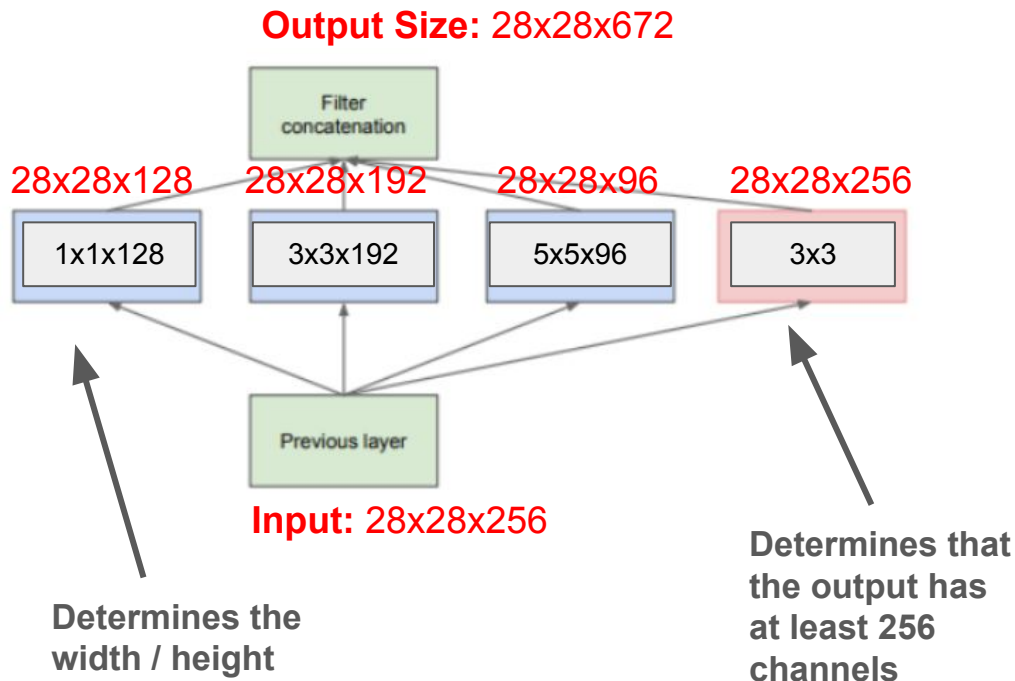 Output Size: 28x28x672
Filter
concatenation
28x28x128
28x28x192
28x28x96
28x28x256
1x1x128
3x3x192
5x5x96
3x3
Previous layer
Input: 28x28x256
Determines the
width / height
Determines that
the output has
at least 256
channels